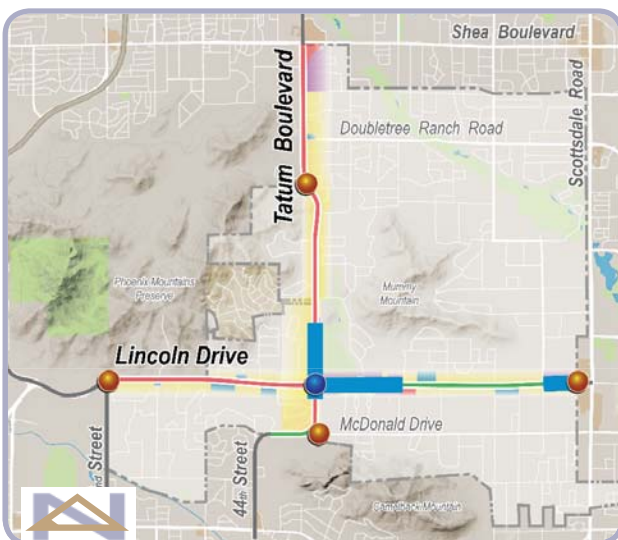 Shea Boulevard
Scottsdale Road
Tatum Boulevard
Doubletree Ranch Road
Phoenix Mountains
Preserve
Mummy
Mountain
Lincoln Drive
McDonald Drive
nd Street
44th Street
Camelback Mountain